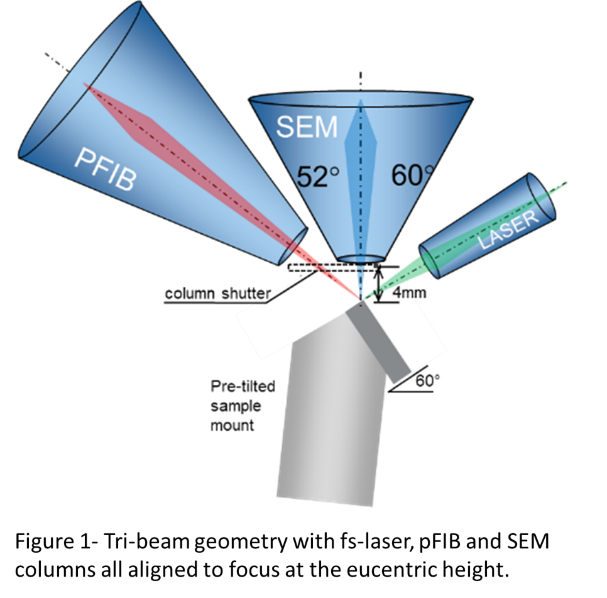 PFIB
SEM
52°
60°
LASER
column shutter
4mm
60°
Pre-tilted
sample
mount
Figure 1- Tri-beam geometry with fs-laser, pFIB and SEM
columns all aligned to focus at the eucentric height.